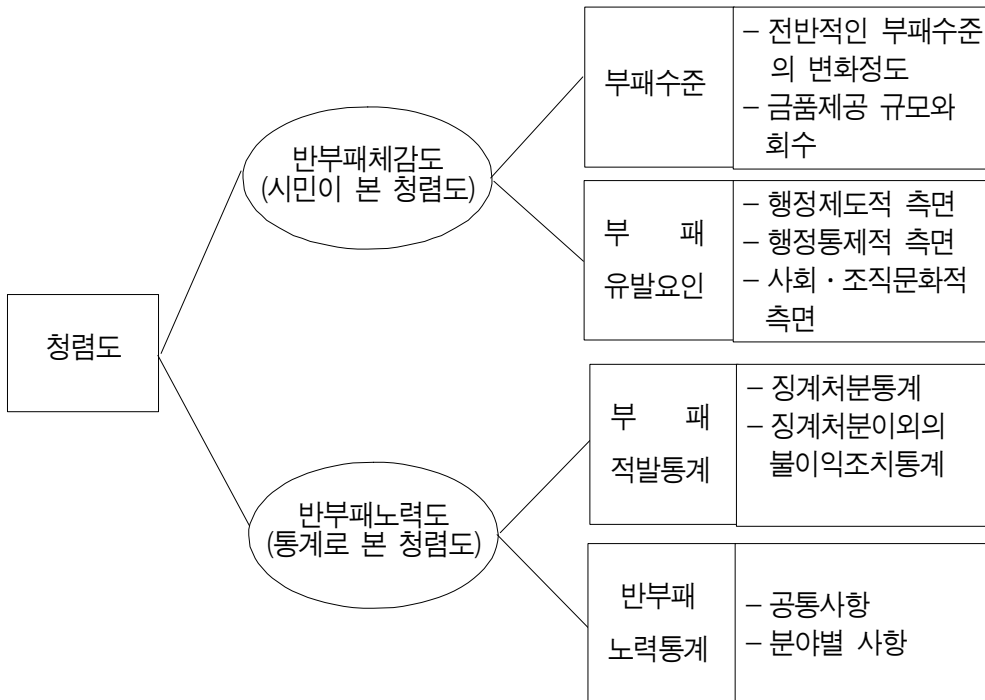 청렴도
반부패체감도
(시민이 본 청렴도)
부패수준
– 전반적인 부패수준
의 변화정도
– 금품제공 규모와
회수
부 패
유발요인
– 행정제도적 측면
– 행정통제적 측면
– 사회 · 조직문화적
측면
반부패노력도
(통계로 본 청렴도)
부 패
적발통계
– 징계처분통계
– 징계처분이외의
불이익조치통계
반부패
노력통계
– 공통사항
– 분야별 사항